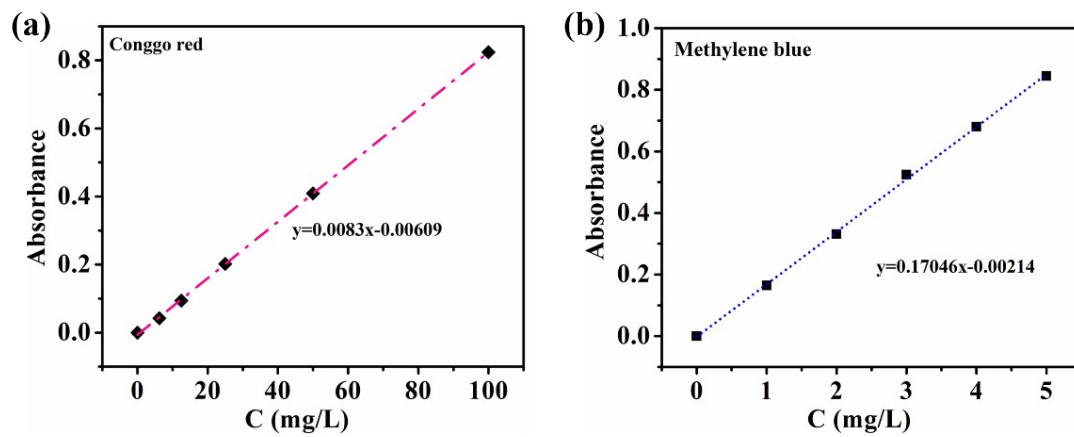 (a)
Conggo red
Absorbance
0.8
0.6
0.4
0.2
0.0
y=0.0083x-0.00609
0 20 40 60 80 100
C (mg/L)
(b)
Methylene blue
Absorbance
1.0
0.8
0.6
0.4
0.2
0.0
y=0.17046x-0.00214
0 1 2 3 4 5
C (mg/L)